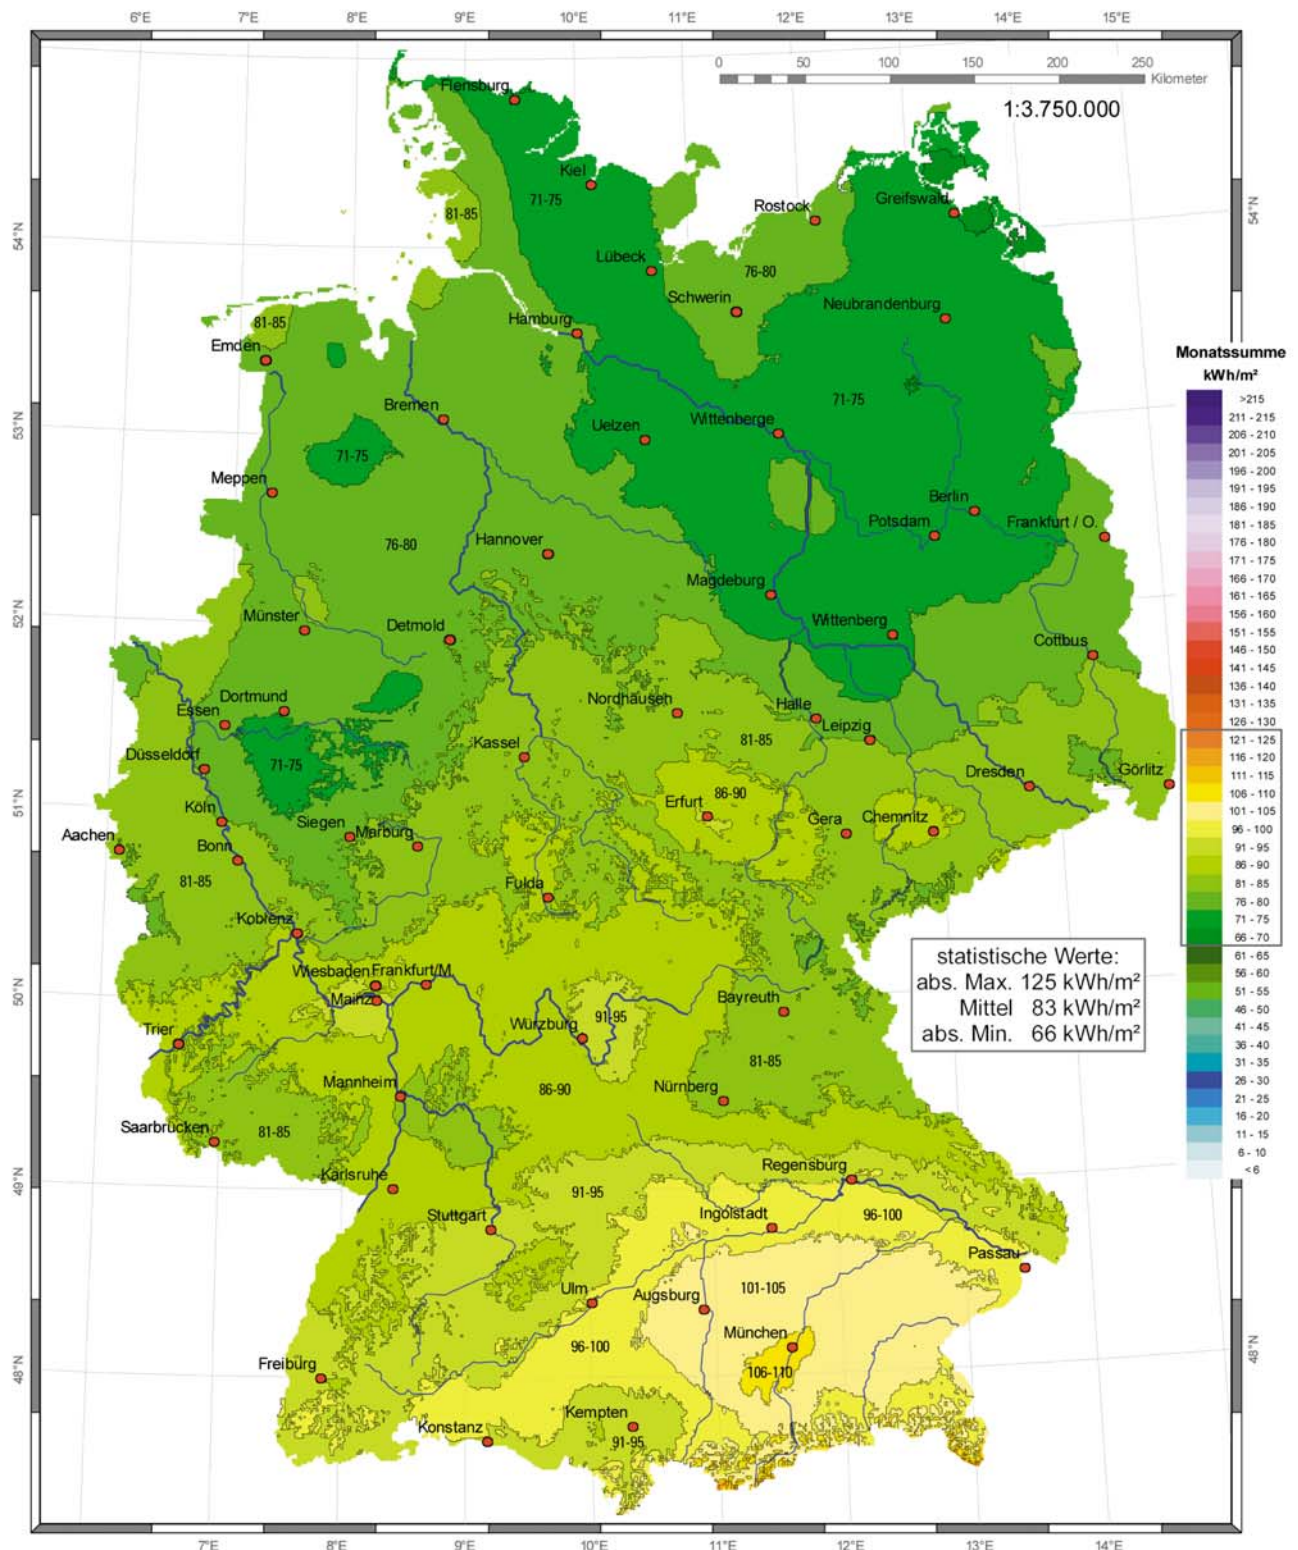 6°E 7°E 8°E 9°E 10°E 11°E 12°E 13°E 14°E 15°E
0 50 100 150 200 250 Kilometer
1:3.750.000
Flensburg
Kiel
71-75
81-85
Rostock
Greifswald
54°N
54°N
Lübeck
76-80
Schwerin
Neubrandenburg
Hamburg
81-85
Emden
Bremen
71-75
Wittenberge
Uelzen
53°N
71-75
Meppen
Berlin
Potsdam
Frankfurt / O.
76-80
Hannover
Magdeburg
52°N
Münster
Detmold
Wittenberg
Cottbus
Nordhausen
Dortmund
Essen
Halle
Leipzig
Kassel
81-85
Düsseldorf
71-75
Dresden
Görlitz
51°N
86-90
Köln
Erfurt
Siegen
Marburg
Gera
Chemnitz
Aachen
Bonn
81-85
Fulda
Koblenz
Wiesbaden
Frankfurt/M.
50°N
Mainz
Bayreuth
91-95
Würzburg
Trier
81-85
Mannheim
86-90
Nürnberg
Saarbrücken
81-85
Karlsruhe
Regensburg
49°N
91-95
Ingolstadt
96-100
Stuttgart
Passau
101-105
Ulm
Augsburg
München
96-100
48°N
48°N
Freiburg
106-110
Kempten
Konstanz
91-95
7°E 8°E 9°E 10°E 11°E 12°E 13°E 14°E
Monatssumme
kWh/m²
>215
211 - 215
206 - 210
201 - 205
196 - 200
191 - 195
186 - 190
181 - 185
176 - 180
171 - 175
166 - 170
161 - 165
156 - 160
151 - 155
146 - 150
141 - 145
136 - 140
131 - 135
126 - 130
121 - 125
116 - 120
111 - 115
106 - 110
101 - 105
96 - 100
91 - 95
86 - 90
81 - 85
76 - 80
71 - 75
66 - 70
61 - 65
56 - 60
51 - 55
46 - 50
41 - 45
36 - 40
31 - 35
26 - 30
21 - 25
16 - 20
11 - 15
6 - 10
< 6
statistische Werte:
abs. Max. 125 kWh/m²
Mittel 83 kWh/m²
abs. Min. 66 kWh/m²